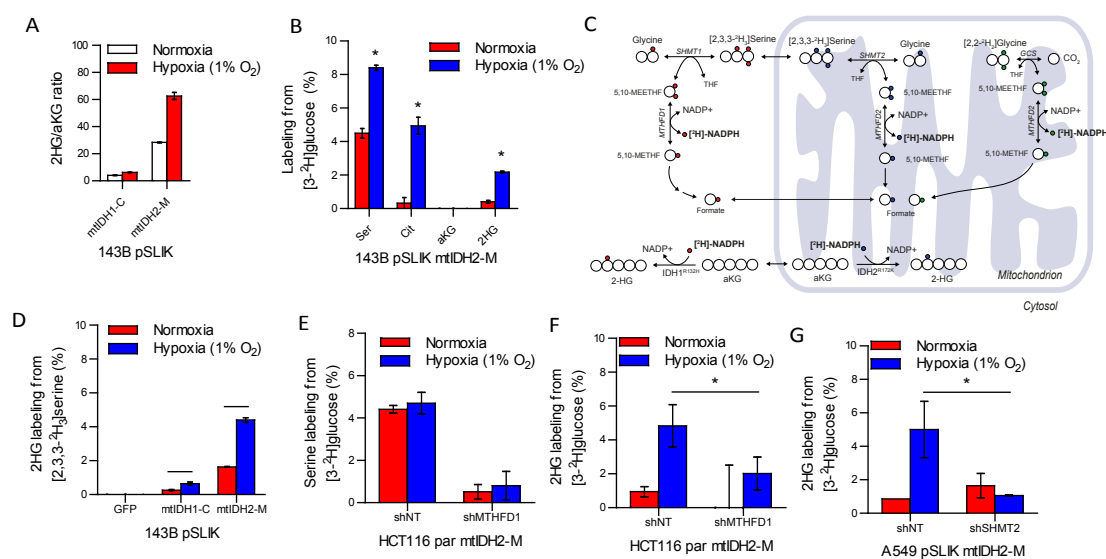 A
Normoxia
Hypoxia (1% O2)
2HG/aKG ratio
100
80
60
40
20
0
mtIDH1-C
mtIDH2-M
143B pSLIK
B
Normoxia
Hypoxia (1% O2)
Labeling from
[3-²H]glucose (%)
10
8
6
4
2
0
*
*
*
Ser
Cit
aKG
2HG
143B pSLIK mtIDH2-M
C
Glycine
SHMT1
[2,3,3-²H3]Serine
[2,3,3-²H3]Serine
SHMT2
Glycine
[2,2-²H2]Glycine
GCS
CO2
THF
THF
THF
5,10-MEETHF
5,10-MEETHF
5,10-MEETHF
MTHFD1
NADP+
[²H]-NADPH
MTHFD2
NADP+
[²H]-NADPH
MTHFD2
NADP+
[²H]-NADPH
5,10-METHF
5,10-METHF
5,10-METHF
Formate
Formate
NADP+
[²H]-NADPH
[²H]-NADPH
NADP+
2-HG
IDH1R132H
aKG
aKG
IDH2R172K
2-HG
Mitochondrion
Cytosol
D
Normoxia
Hypoxia (1% O2)
2HG labeling from
[2,3,3-²H3]serine (%)
10
8
6
4
2
0
GFP
mtIDH1-C
mtIDH2-M
143B pSLIK
E
Normoxia
Hypoxia (1% O2)
Serine labeling from
[3-²H]glucose (%)
8
6
4
2
0
shNT
shMTHFD1
HCT116 par mtIDH2-M
F
Normoxia
Hypoxia (1% O2)
2HG labeling from
[3-²H]glucose (%)
8
6
4
2
0
*
shNT
shMTHFD1
HCT116 par mtIDH2-M
G
Normoxia
Hypoxia (1% O2)
2HG labeling from
[3-²H]glucose (%)
10
8
6
4
2
0
*
shNT
shSHMT2
A549 pSLIK mtIDH2-M